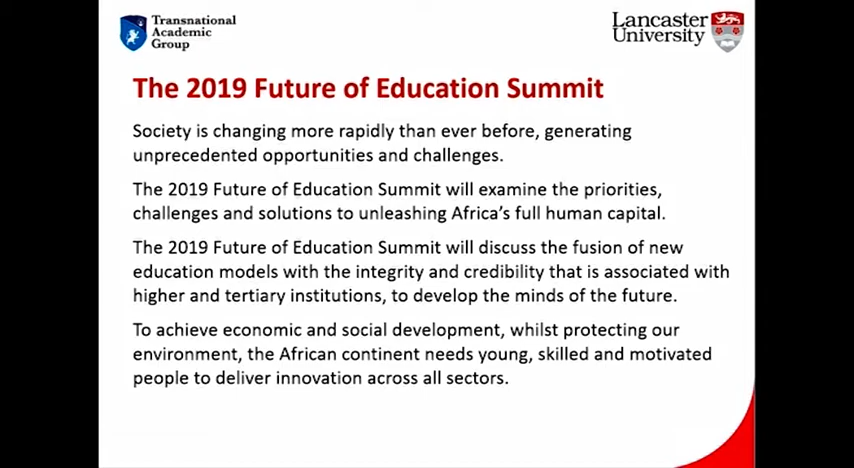 Transnational
Academic
Group
Lancaster
University
The 2019 Future of Education Summit
Society is changing more rapidly than ever before, generating
unprecedented opportunities and challenges.
The 2019 Future of Education Summit will examine the priorities,
challenges and solutions to unleashing Africa's full human capital.
The 2019 Future of Education Summit will discuss the fusion of new
education models with the integrity and credibility that is associated with
higher and tertiary institutions, to develop the minds of the future.
To achieve economic and social development, whilst protecting our
environment, the African continent needs young, skilled and motivated
people to deliver innovation across all sectors.